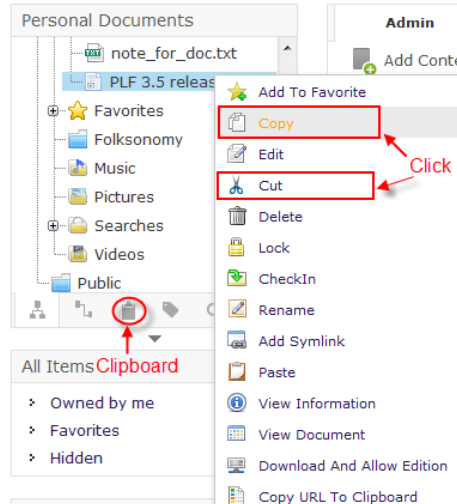 Personal Documents
note_for_doc.txt
PLF 3.5 releas
Favorites
Folksonomy
Music
Pictures
Searches
Videos
Public
Clipboard
All Items
Owned by me
Favorites
Hidden
Admin
Add Conte
Add To Favorite
Copy
Edit
Click
Cut
Delete
Lock
CheckIn
Rename
Add Symlink
Paste
View Information
View Document
Download And Allow Edition
Copy URL To Clipboard